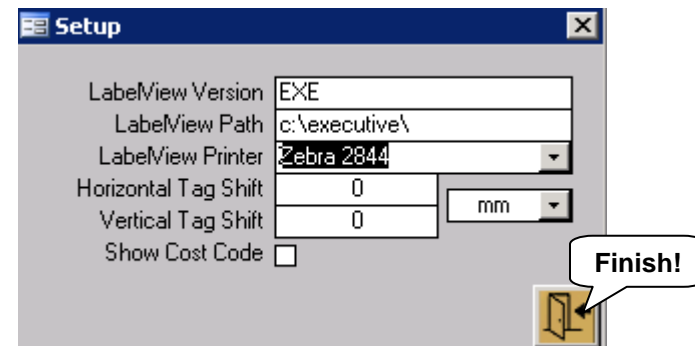 Setup
LabelView Version EXE
LabelView Path c:\executive\
LabelView Printer Zebra 2844
Horizontal Tag Shift 0
mm
Vertical Tag Shift 0
Show Cost Code
Finish!